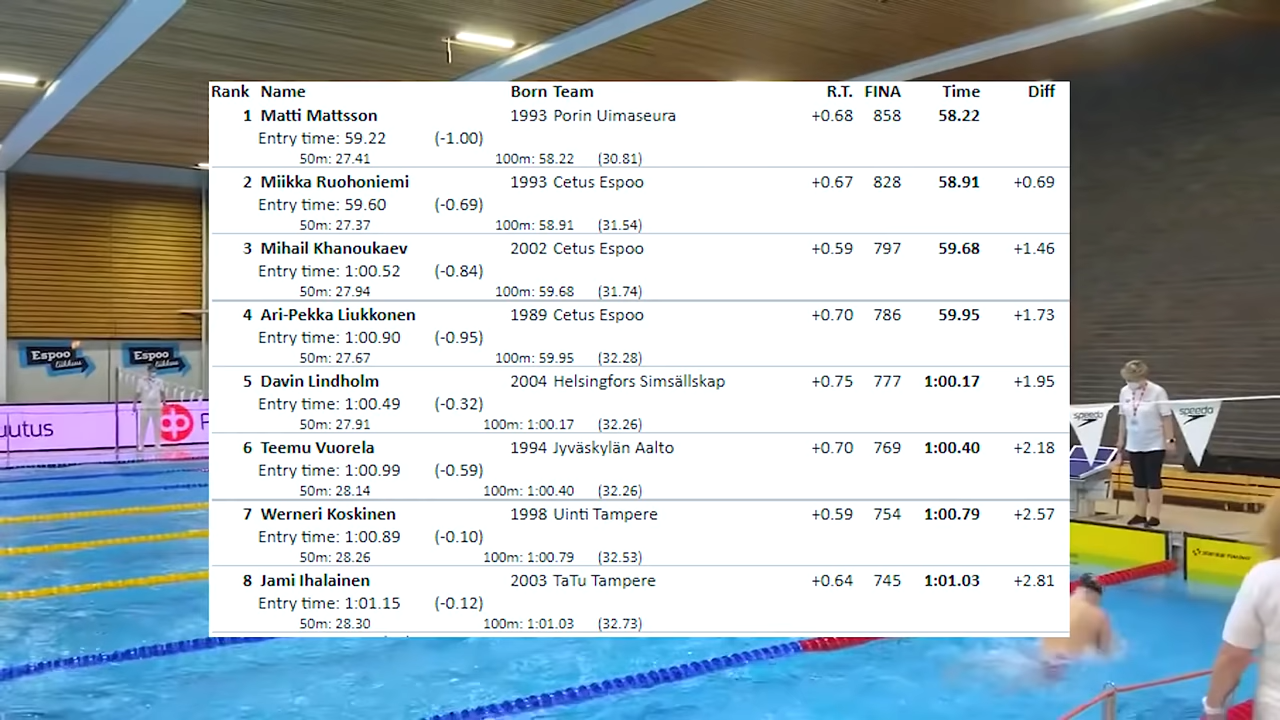 Rank Name Born Team R.T. FINA Time Diff
1 Matti Mattsson 1993 Porin Uimaseura +0.68 858 58.22
Entry time: 59.22 (-1.00)
50m: 27.41 100m: 58.22 (30.81)
2 Miikka Ruohoniemi 1993 Cetus Espoo +0.67 828 58.91 +0.69
Entry time: 59.60 (-0.69)
50m: 27.37 100m: 58.91 (31.54)
3 Mihail Khanoukaev 2002 Cetus Espoo +0.59 797 59.68 +1.46
Entry time: 1:00.52 (-0.84)
50m: 27.94 100m: 59.68 (31.74)
4 Ari-Pekka Liukkonen 1989 Cetus Espoo +0.70 786 59.95 +1.73
Entry time: 1:00.90 (-0.95)
50m: 27.67 100m: 59.95 (32.28)
5 Davin Lindholm 2004 Helsingfors Simsällskap +0.75 777 1:00.17 +1.95
Entry time: 1:00.49 (-0.32)
50m: 27.91 100m: 1:00.17 (32.26)
6 Teemu Vuorela 1994 Jyväskylän Aalto +0.70 769 1:00.40 +2.18
Entry time: 1:00.99 (-0.59)
50m: 28.14 100m: 1:00.40 (32.26)
7 Werneri Koskinen 1998 Uinti Tampere +0.59 754 1:00.79 +2.57
Entry time: 1:00.89 (-0.10)
50m: 28.26 100m: 1:00.79 (32.53)
8 Jami Ihalainen 2003 TaTu Tampere +0.64 745 1:01.03 +2.81
Entry time: 1:01.15 (-0.12)
50m: 28.30 100m: 1:01.03 (32.73)
Espoo liikkuu
Espoo liikkuu
speedo
speedo